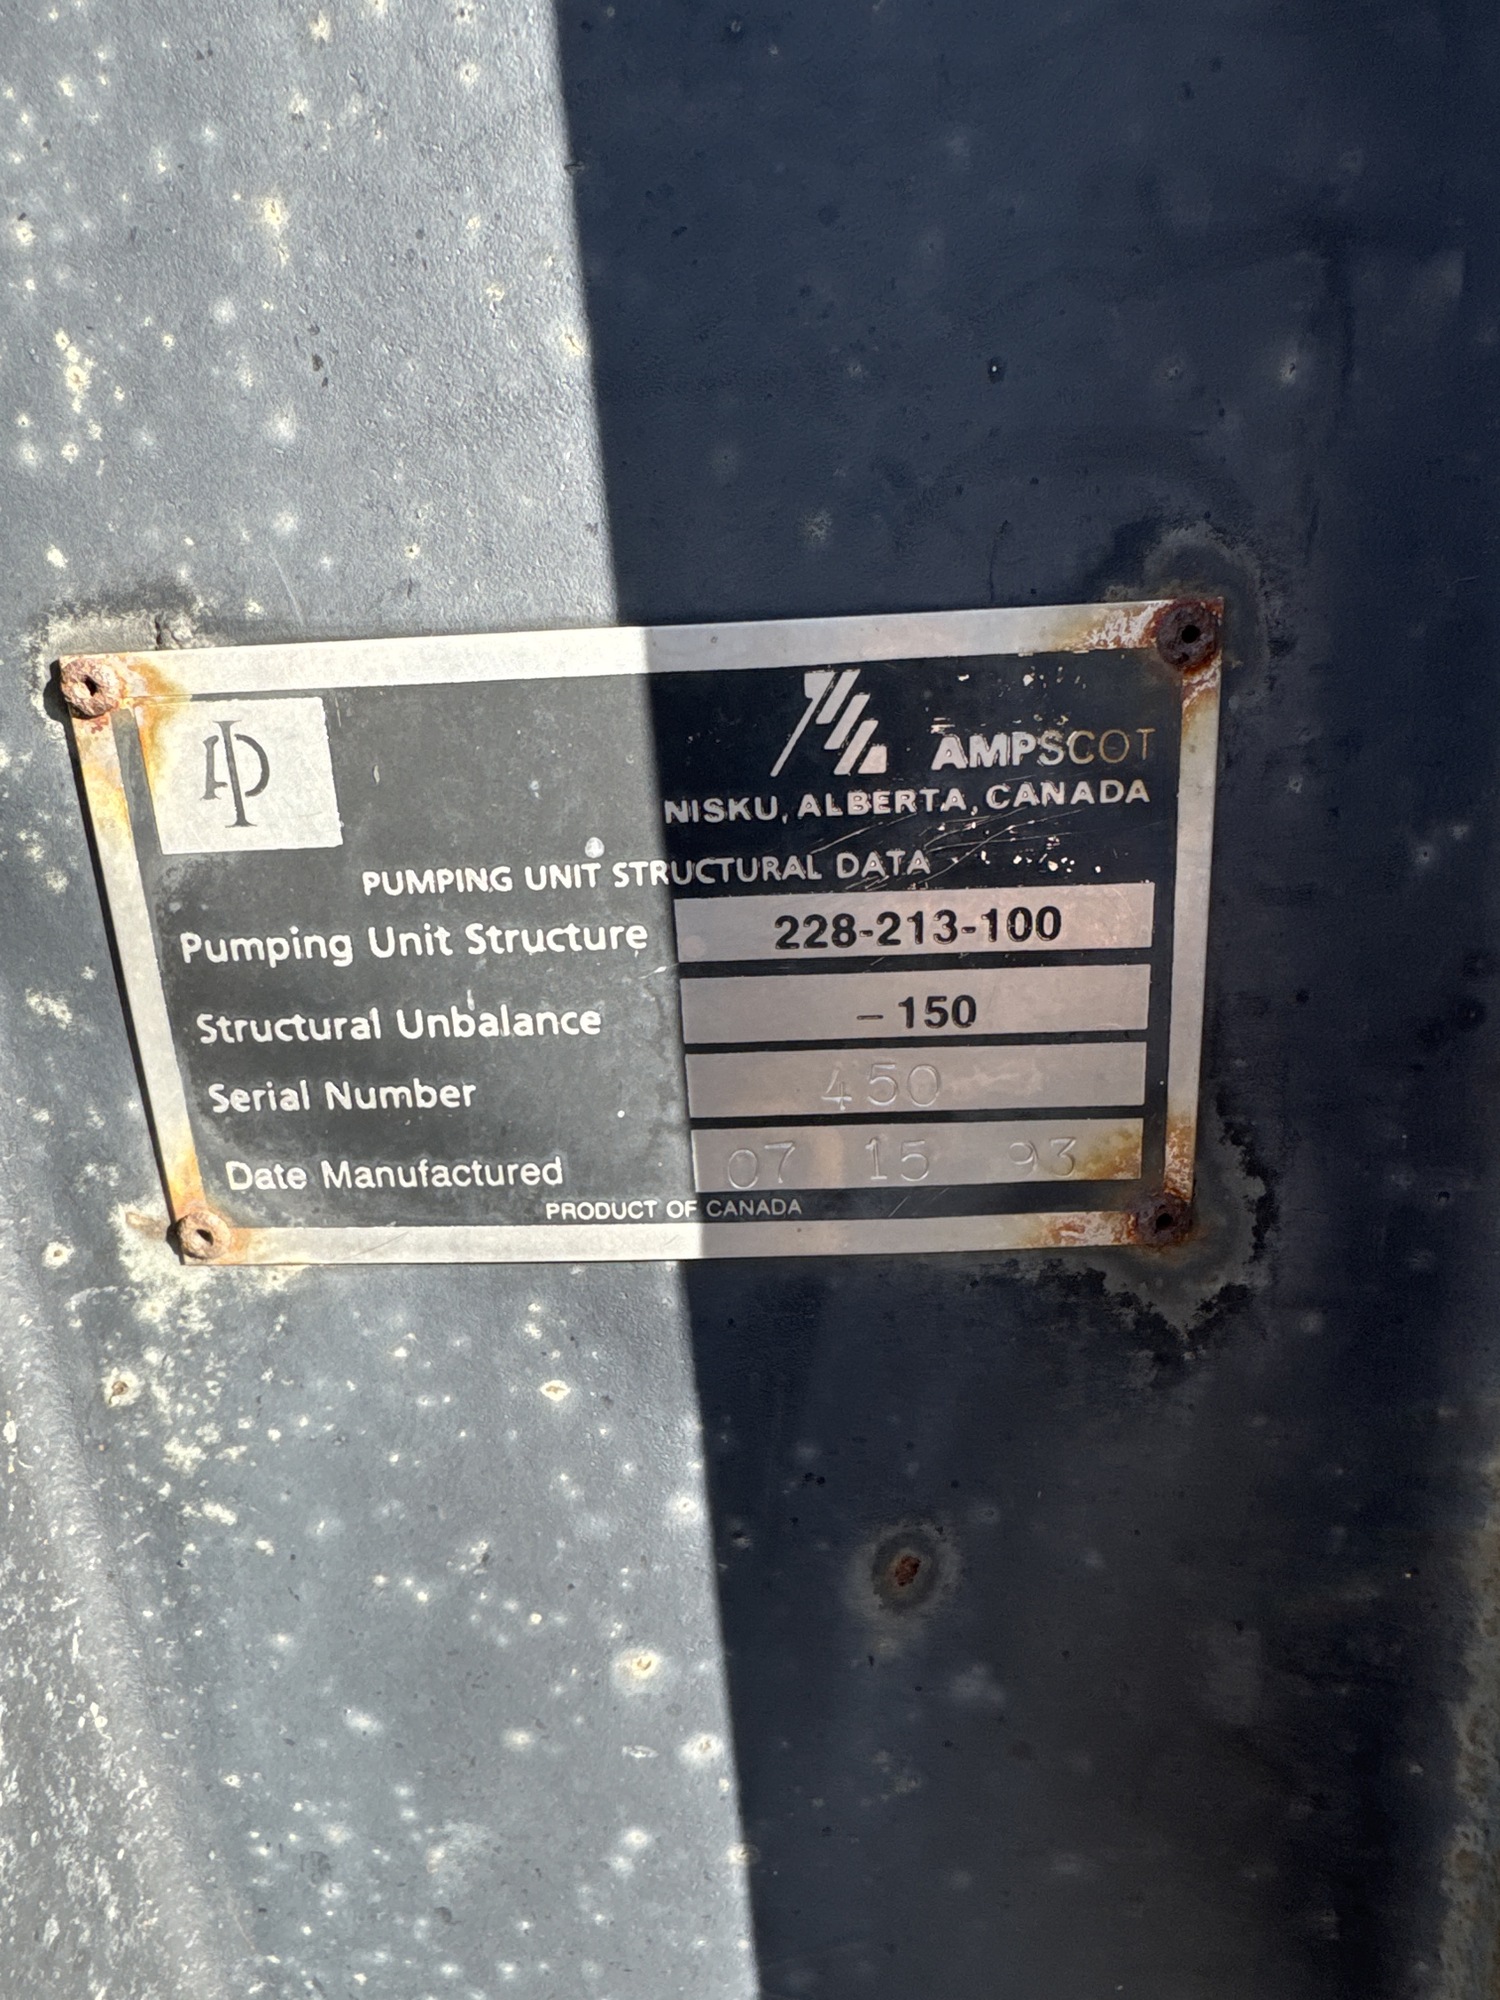 API
AMPSCOT
NISKU, ALBERTA, CANADA
PUMPING UNIT STRUCTURAL DATA
Pumping Unit Structure 228-213-100
Structural Unbalance – 150
Serial Number 450
Date Manufactured 07 15 93
PRODUCT OF CANADA